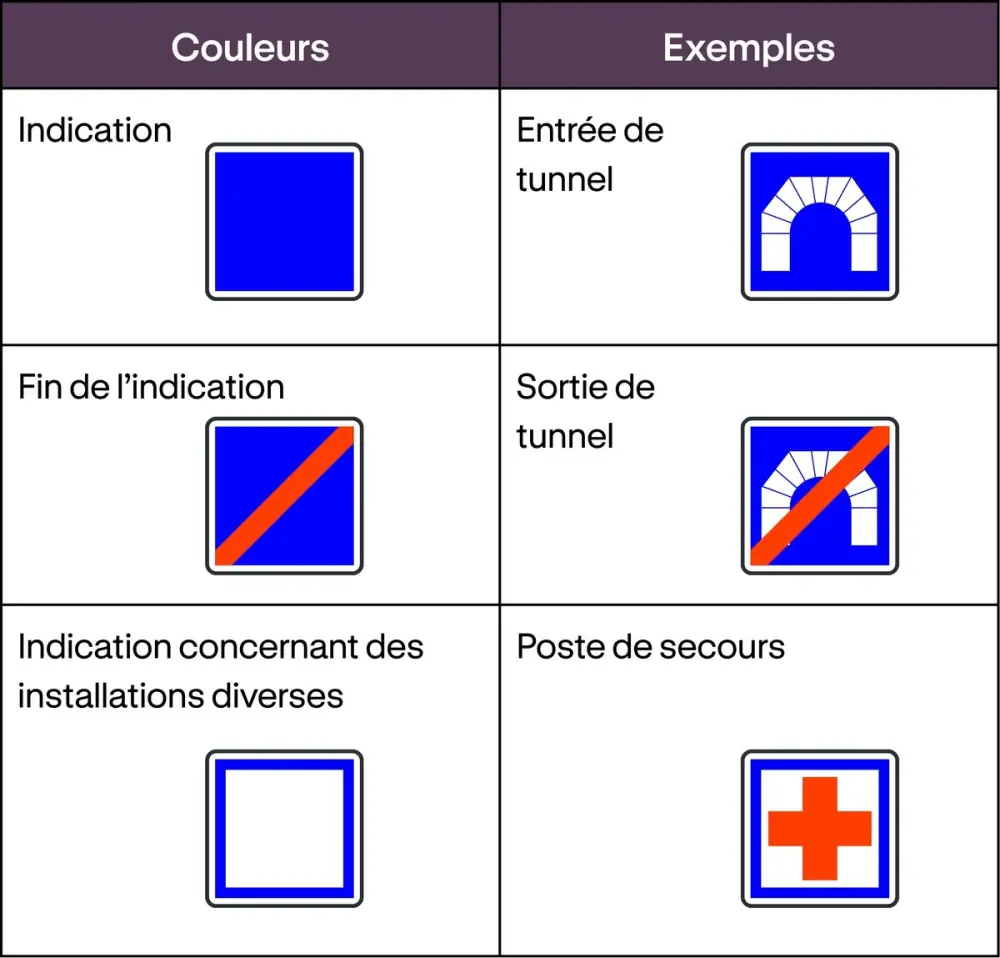 Couleurs
Exemples
Indication
Entrée de
tunnel
Fin de l’indication
Sortie de
tunnel
Indication concernant des
installations diverses
Poste de secours